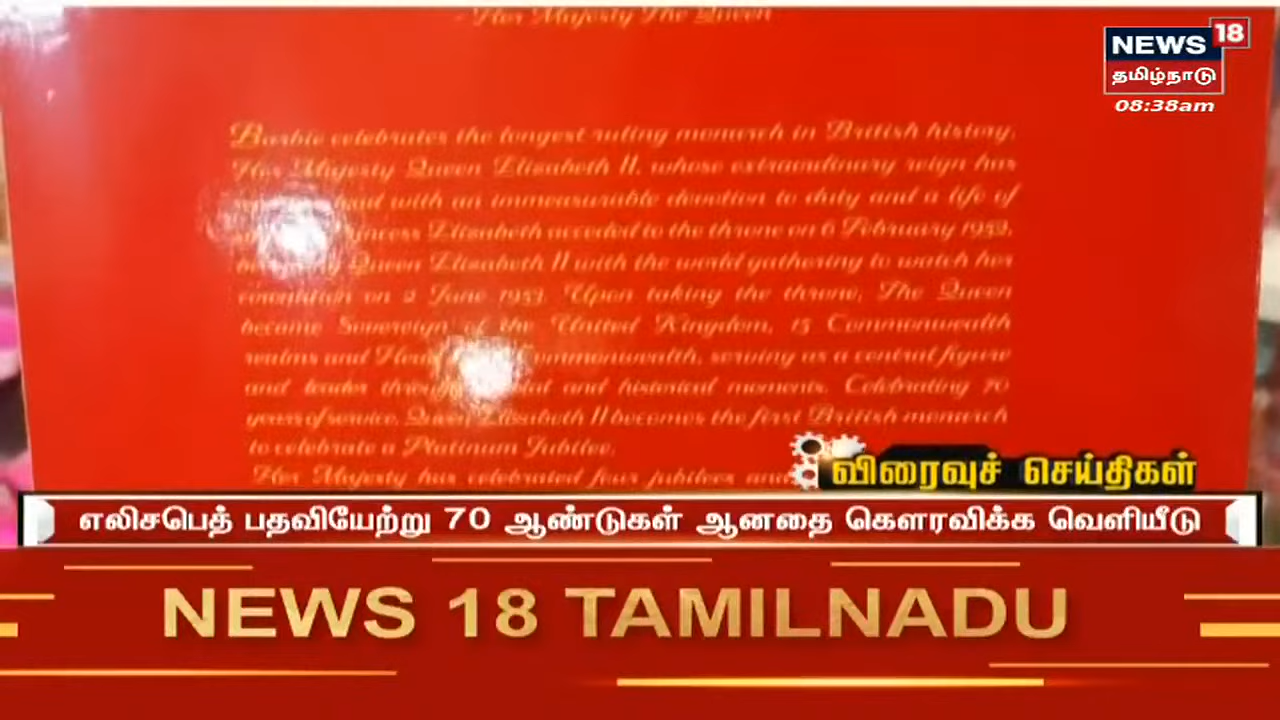 - Her Majesty The Queen
NEWS 18
தமிழ்நாடு
08:38am
Barbie celebrates the longest ruling monarch in British history,
Her Majesty Queen Elizabeth II, whose extraordinary reign has
with an immeasurable devotion to duty and a life of
Princess Elizabeth acceded to the throne on 6 February 1952,
Queen Elizabeth II with the world gathering to watch her
coronation on 2 June 1953. Upon taking the throne, The Queen
became Sovereign of the United Kingdom, 15 Commonwealth
realms and Head Commonwealth, serving as a central figure
and leader through and historical moments. Celebrating 70
years of service, Queen Elizabeth II becomes the first British monarch
to celebrate a Platinum Jubilee.
Her Majesty has celebrated four jubilees and
விரைவுச் செய்திகள்
எலிசபெத் பதவியேற்று 70 ஆண்டுகள் ஆனதை கௌரவிக்க வெளியீடு
NEWS 18 TAMILNADU